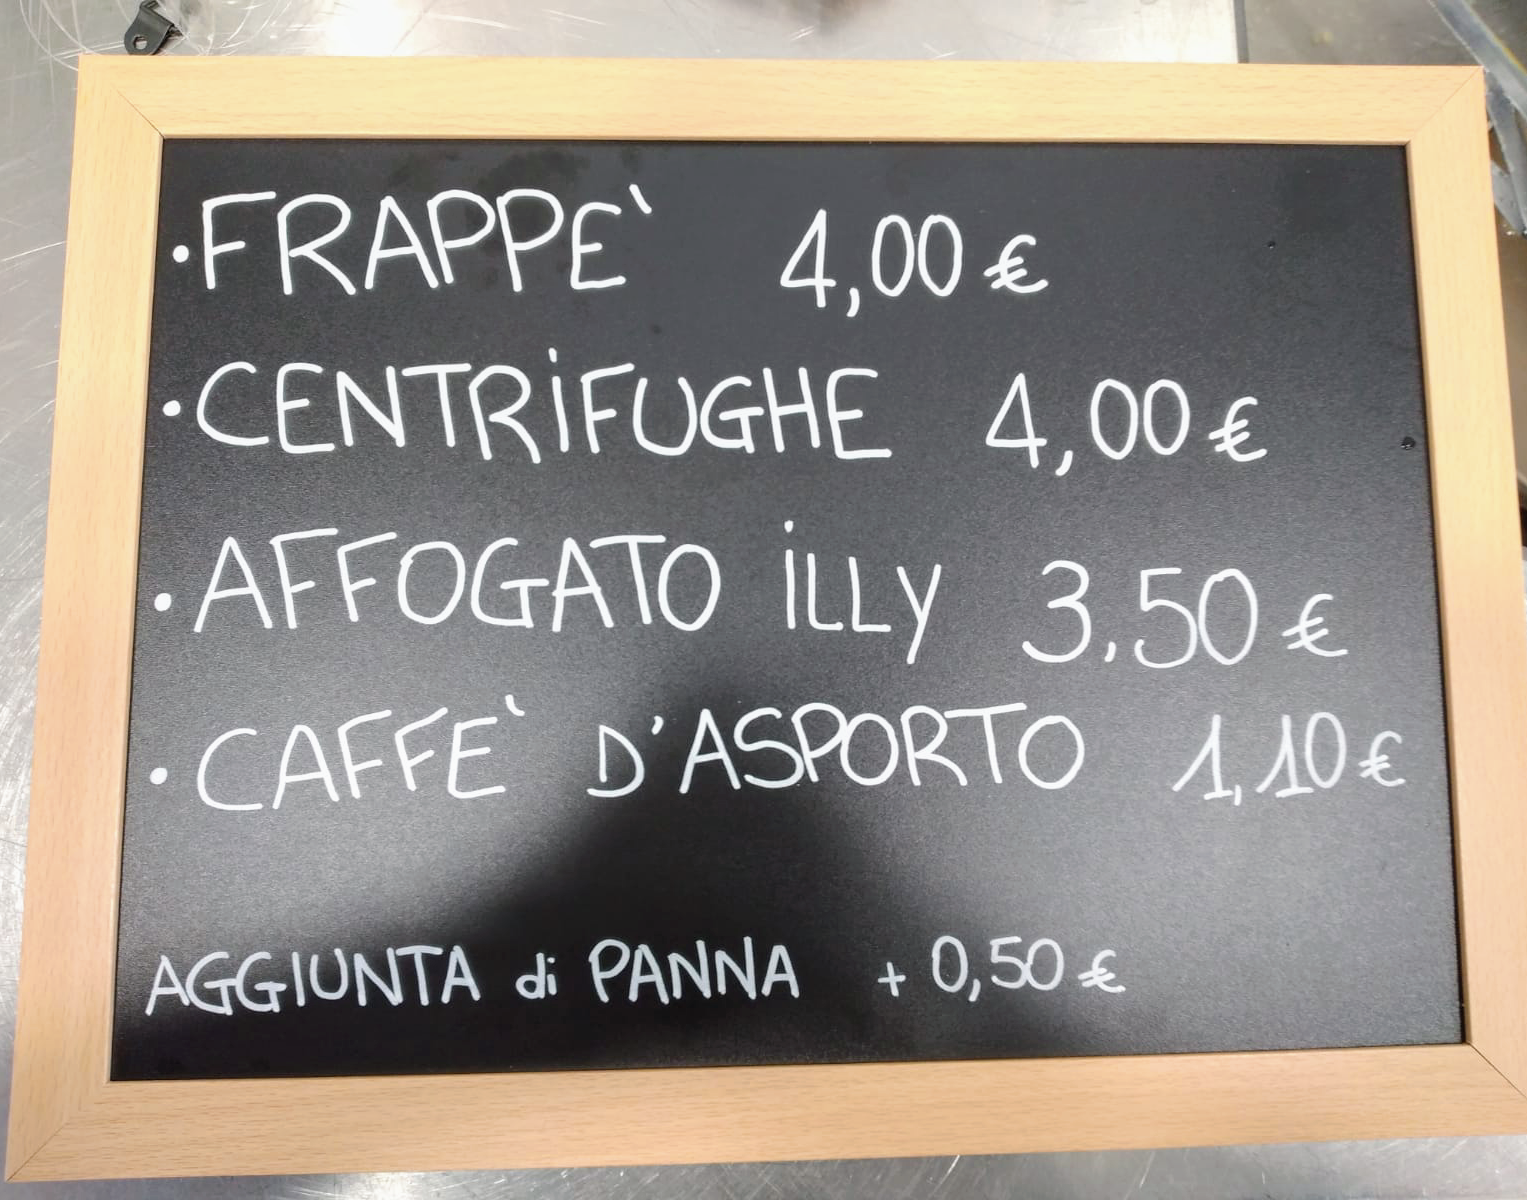 •FRAPPE' 4,00 €
•CENTRiFUGHE 4,00 €
•AFFOGATO iLLY 3,50 €
•CAFFE' D'ASPORTO 1,10 €
AGGIUNTA di PANNA + 0,50 €